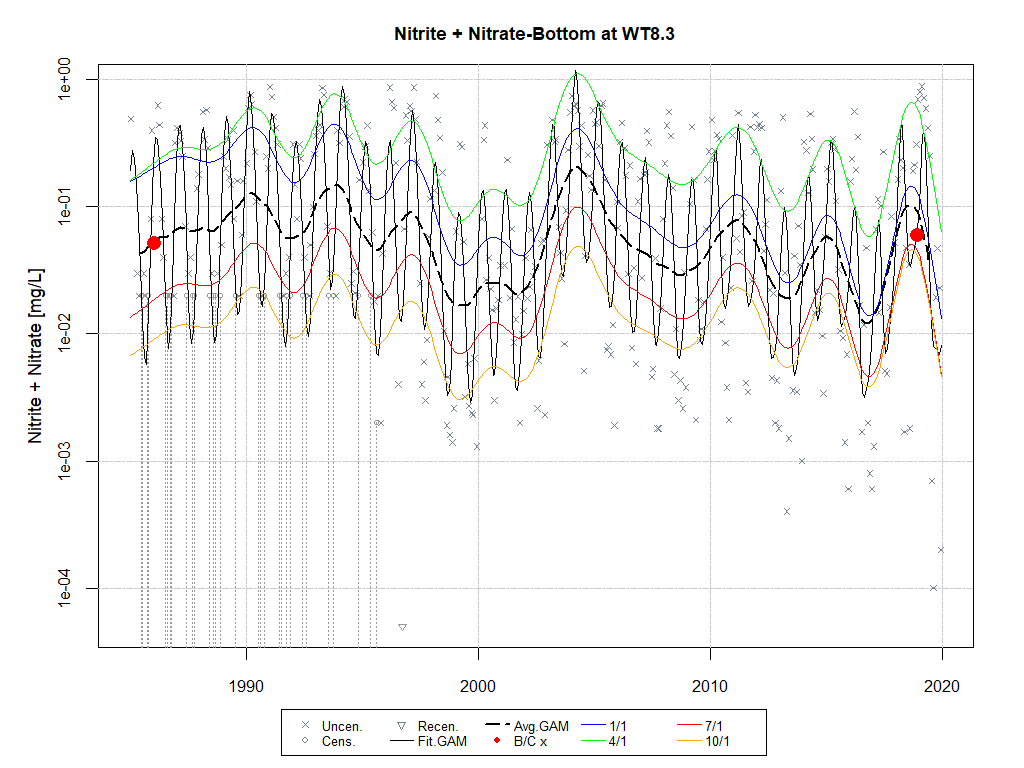 Nitrite + Nitrate-Bottom at WT8.3
Nitrite + Nitrate [mg/L]
1e+00
1e-01
1e-02
1e-03
1e-04
1990 2000 2010 2020
Uncen. Recen. Avg.GAM 1/1 7/1
Cens. Fit.GAM B/C x 4/1 10/1